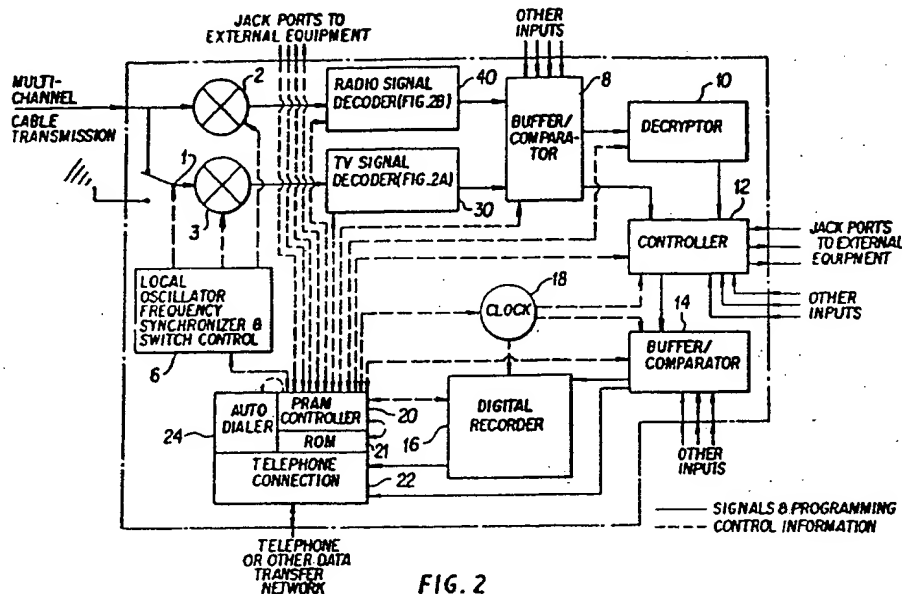 JACK PORTS TO
EXTERNAL EQUIPMENT
OTHER
INPUTS
MULTI-
CHANNEL
CABLE
TRANSMISSION
2
RADIO SIGNAL
DECODER(FIG.2B)
40
8
BUFFER/
COMPARA-
TOR
10
DECRYPTOR
1
3
TV SIGNAL
DECODER(FIG.2A)
30
12
CONTROLLER
JACK PORTS
TO EXTERNAL
EQUIPMENT
OTHER
INPUTS
LOCAL
OSCILLATOR
FREQUENCY
SYNCHRONIZER &
SWITCH CONTROL
6
18
CLOCK
14
BUFFER/
COMPARATOR
AUTO
DIALER
24
PRAM
CONTROLLER
20
ROM
21
TELEPHONE
CONNECTION
22
16
DIGITAL
RECORDER
OTHER
INPUTS
SIGNALS & PROGRAMMING
CONTROL INFORMATION
TELEPHONE
OR OTHER DATA
TRANSFER
NETWORK
FIG. 2